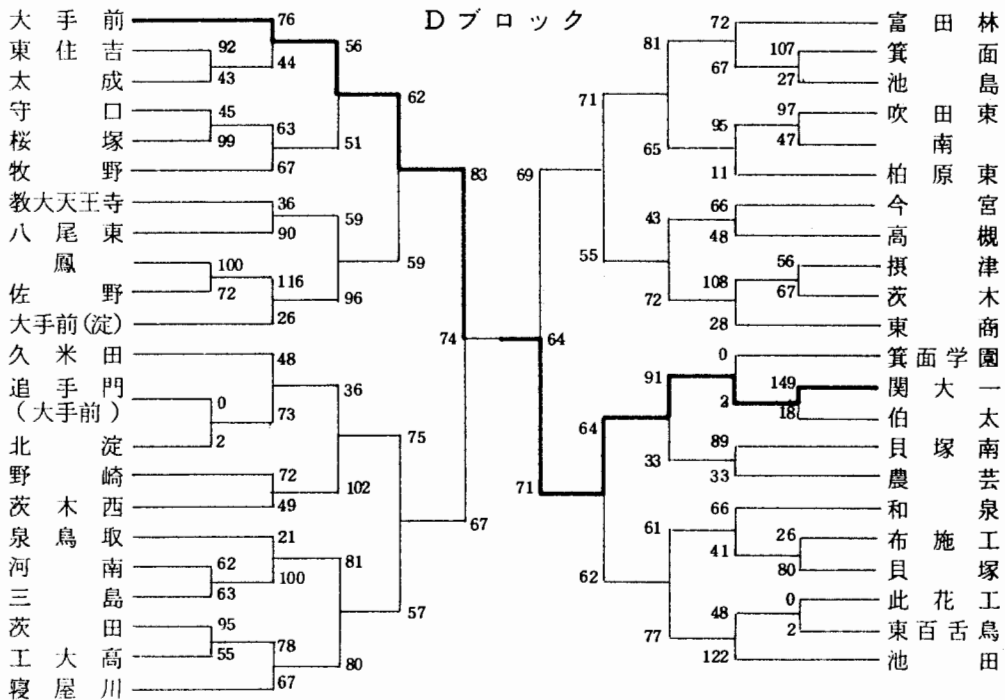 Dブロック
大手前
東住吉
太成
守口
桜塚
牧野
教大天王寺
八尾東
鳳
佐野
大手前(淀)
久米田
追手門
(大手前)
北淀
野崎
茨木西
泉鳥取
河南
三島
茨田
工大高
寝屋川
76
92
43
44
45
99
63
67
56
51
36
90
100
72
116
26
59
96
62
59
48
0
2
73
72
49
36
102
21
62
63
100
95
55
78
67
81
80
75
57
83
67
74
64
69
71
71
55
64
62
81
65
43
72
91
33
61
77
72
67
107
27
95
97
47
11
66
48
108
56
67
28
0
2
149
18
89
33
66
41
26
80
48
0
2
122
富田林
箕面
池島
吹田東
南
柏原東
今宮
高槻
摂津
茨木
東商
箕面学園
関大一
伯太
貝塚南
農芸
和泉
布施工
貝塚
此花工
東百舌鳥
池田